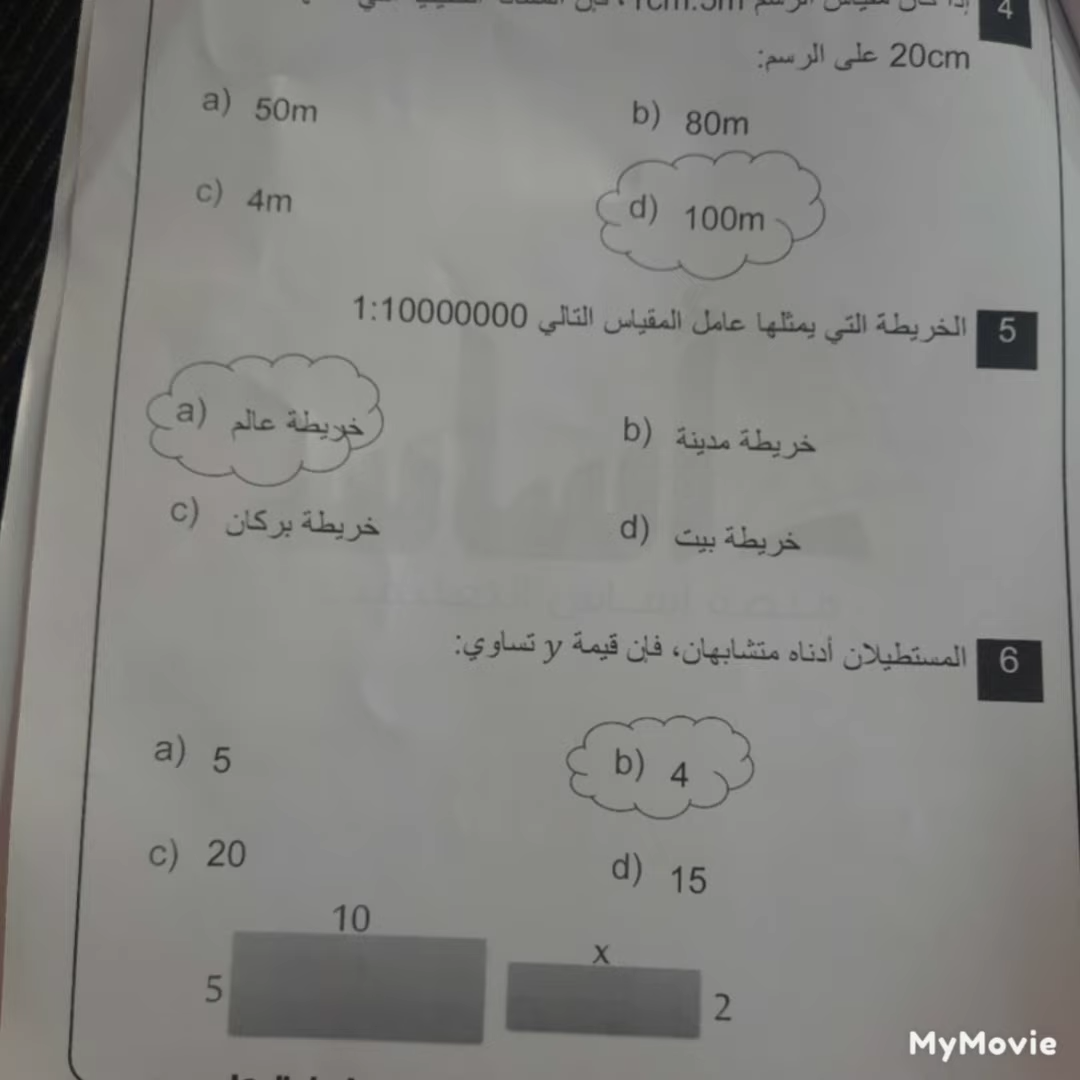 4
20cm على الرسم:
a) 50m
b) 80m
c) 4m
d) 100m
5 الخريطة التي يمثلها عامل المقياس التالي 1:10000000
a) خريطة عالم
b) خريطة مدينة
c) خريطة بركان
d) خريطة بيت
6 المستطيلان أدناه متشابهان، فإن قيمة y تساوي:
a) 5
b) 4
c) 20
d) 15
10
x
5
2
MyMovie